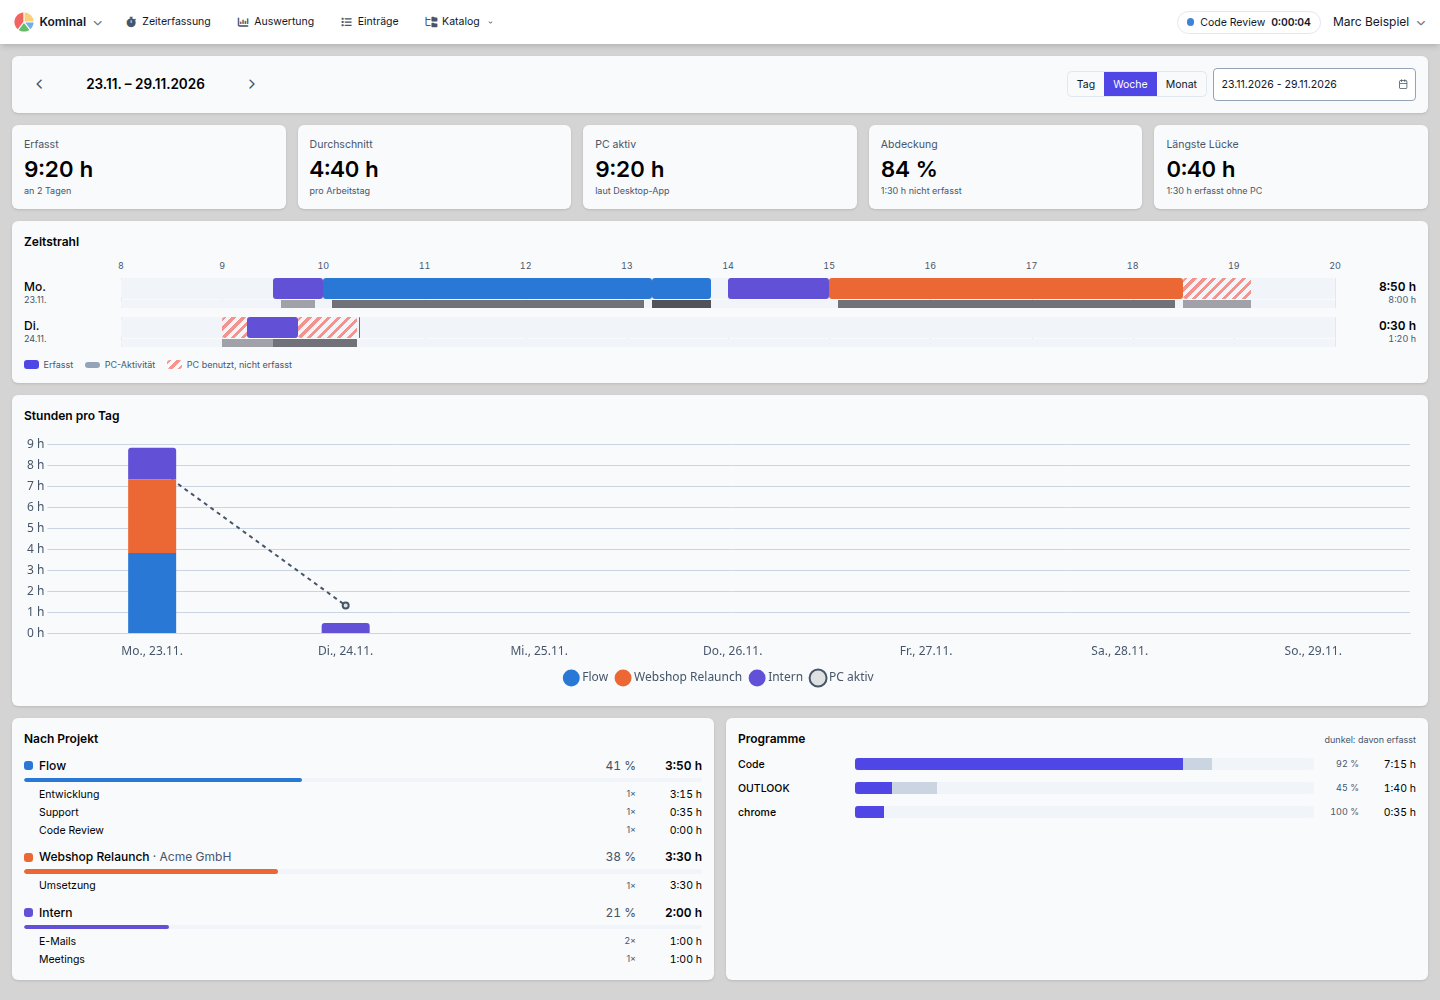 Kominal Zeiterfassung Auswertung Einträge Katalog Code Review 0:00:04 Marc Beispiel
23.11. – 29.11.2026 Tag Woche Monat 23.11.2026 - 29.11.2026
Erfasst Durchschnitt PC aktiv Abdeckung Längste Lücke
9:20 h 4:40 h 9:20 h 84 % 0:40 h
an 2 Tagen pro Arbeitstag laut Desktop-App 1:30 h nicht erfasst 1:30 h erfasst ohne PC
Zeitstrahl
8 9 10 11 12 13 14 15 16 17 18 19 20
Mo. 8:50 h
23.11. 8:00 h
Di. 0:30 h
24.11. 1:20 h
Erfasst PC-Aktivität PC benutzt, nicht erfasst
Stunden pro Tag
9 h
8 h
7 h
6 h
5 h
4 h
3 h
2 h
1 h
0 h
Mo., 23.11. Di., 24.11. Mi., 25.11. Do., 26.11. Fr., 27.11. Sa., 28.11. So., 29.11.
Flow Webshop Relaunch Intern PC aktiv
Nach Projekt
Flow 41 % 3:50 h
Entwicklung 1× 3:15 h
Support 1× 0:35 h
Code Review 1× 0:00 h
Webshop Relaunch · Acme GmbH 38 % 3:30 h
Umsetzung 1× 3:30 h
Intern 21 % 2:00 h
E-Mails 2× 1:00 h
Meetings 1× 1:00 h
Programme dunkel: davon erfasst
Code 92 % 7:15 h
OUTLOOK 45 % 1:40 h
chrome 100 % 0:35 h